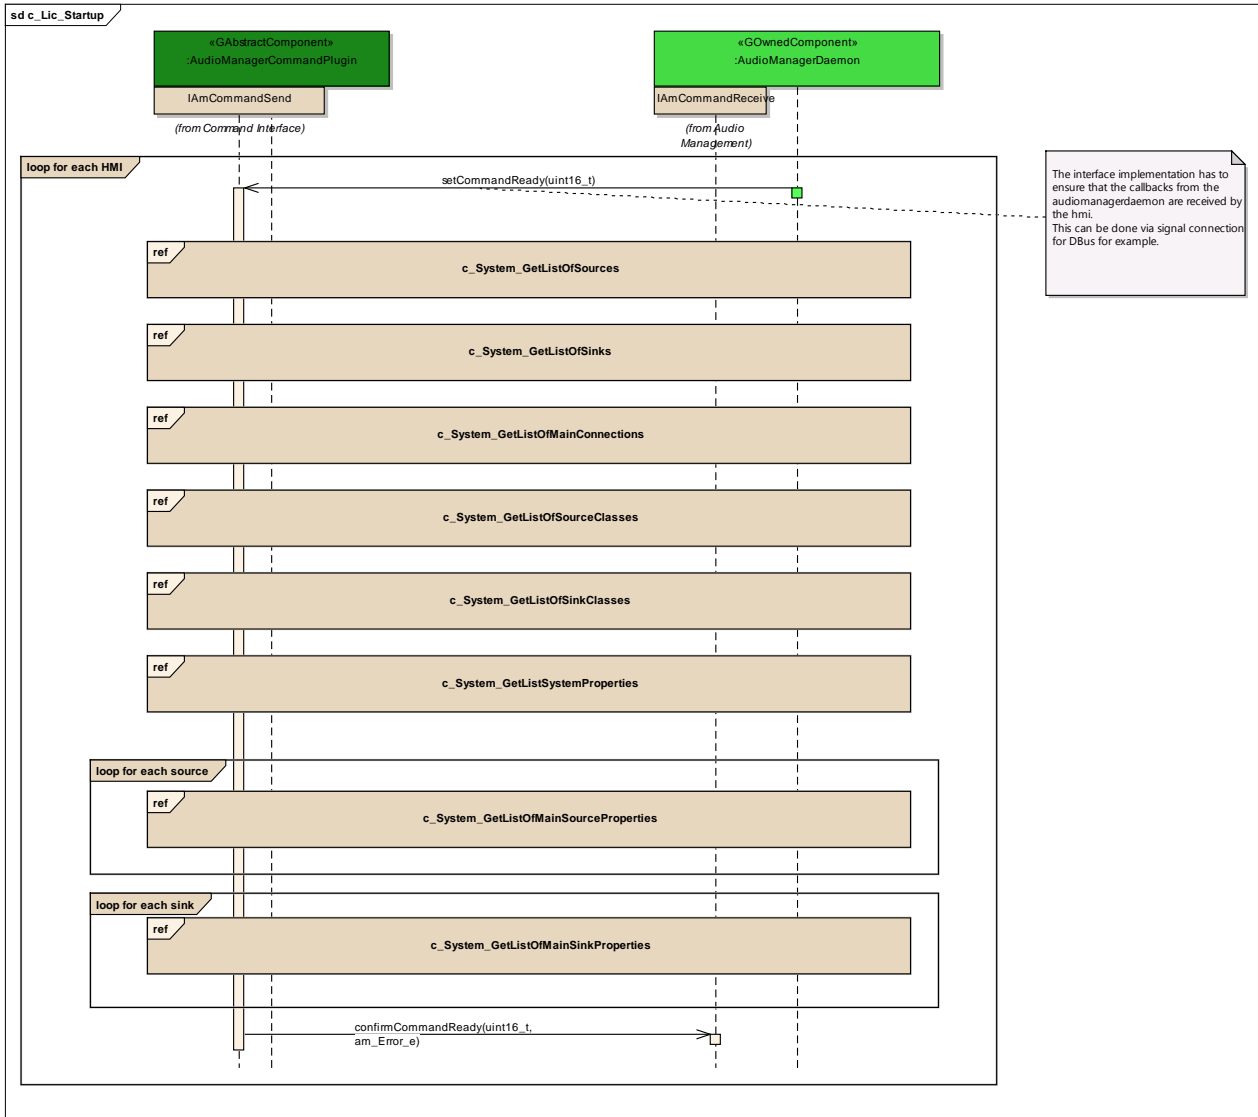 sd c_Lic_Startup
«GAbstractComponent»
:AudioManagerCommandPlugin
IAmCommandSend
(from Command Interface)
«GOwnedComponent»
:AudioManagerDaemon
IAmCommandReceive
(from Audio
Management)
loop for each HMI
setCommandReady(uint16_t)
The interface implementation has to
ensure that the callbacks from the
audiomanagerdaemon are received by
the hmi.
This can be done via signal connection
for DBus for example.
ref
c_System_GetListOfSources
ref
c_System_GetListOfSinks
ref
c_System_GetListOfMainConnections
ref
c_System_GetListOfSourceClasses
ref
c_System_GetListOfSinkClasses
ref
c_System_GetListSystemProperties
loop for each source
ref
c_System_GetListOfMainSourceProperties
loop for each sink
ref
c_System_GetListOfMainSinkProperties
confirmCommandReady(uint16_t,
am_Error_e)